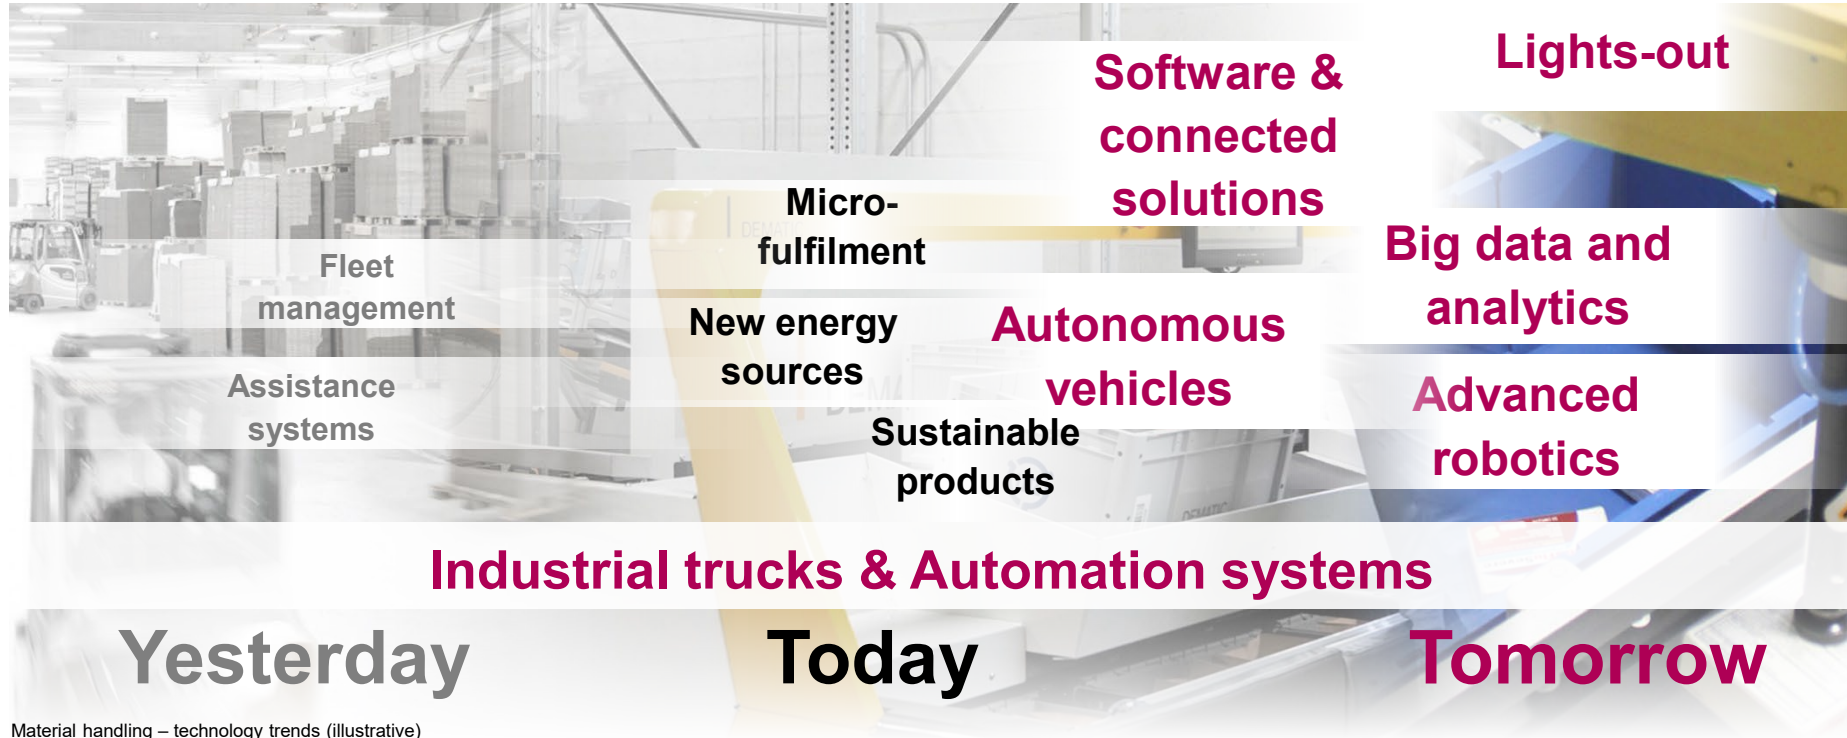 Lights-out
Software &
connected
solutions
Micro-
fulfilment
Big data and
analytics
Fleet
management
New energy
sources
Autonomous
vehicles
Assistance
systems
Advanced
robotics
Sustainable
products
DEMATIC
Industrial trucks & Automation systems
Yesterday
Today
Tomorrow
Material handling – technology trends (illustrative)